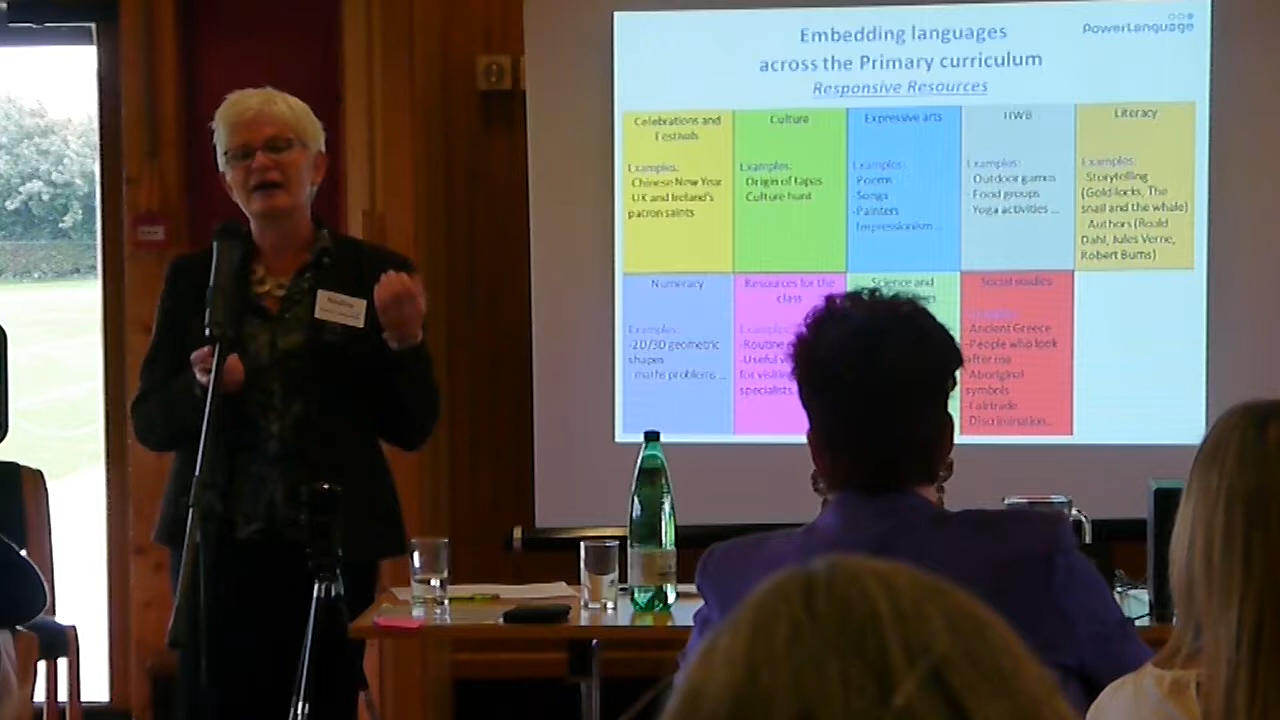 Embedding languages
across the Primary curriculum
Responsive Resources
PowerLanguage
Celebrations and
Festivals
Examples:
Chinese New Year
UK and Ireland's
patron saints
Culture
Examples:
Origin of tapas
Culture hunt
Expressive arts
Examples:
Poems
-Songs
-Painters
Impressionism...
HWB
Examples:
Outdoor games
Food groups
Yoga activities ...
Literacy
Examples:
Storytelling
(Goldilocks, The
snail and the whale)
Authors (Roald
Dahl, Jules Verne,
Robert Burns)
Numeracy
Examples:
-2D/3D geometric
shapes
maths problems ...
Resources for the
class
Examples:
-Routine
-Useful
for visiting
specialists.
Science and
Social studies
- Ancient Greece
-People who look
after me
- Aboriginal
symbols
-Fairtrade
Discrimination...